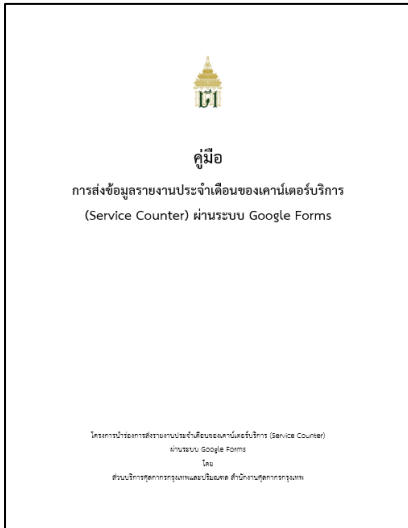 คู่มือ
การส่งข้อมูลรายงานประจำเดือนของเคาน์เตอร์บริการ
(Service Counter) ผ่านระบบ Google Forms
โครงการนำร่องการส่งรายงานประจำเดือนของเคาน์เตอร์บริการ (Service Counter)
ผ่านระบบ Google Forms
โดย
ส่วนบริการศุลกากรกรุงเทพและปริมณฑล สำนักงานศุลกากรกรุงเทพ